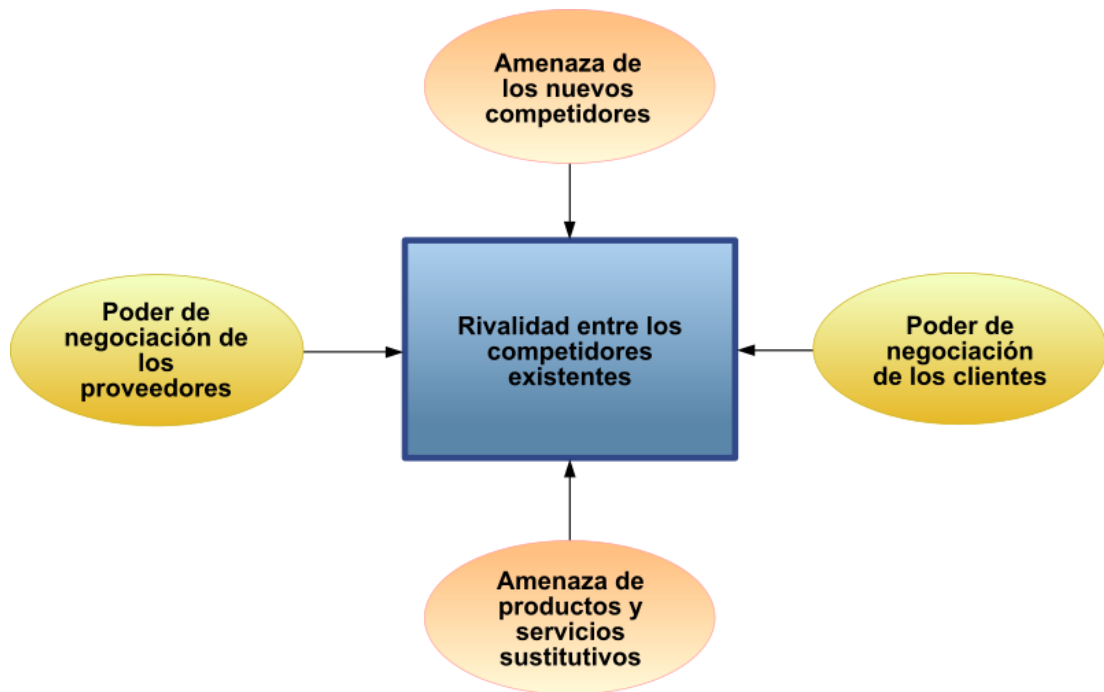 Amenaza de
los nuevos
competidores
Poder de
negociación de
los
proveedores
Rivalidad entre los
competidores
existentes
Poder de
negociación
de los clientes
Amenaza de
productos y
servicios
sustitutivos